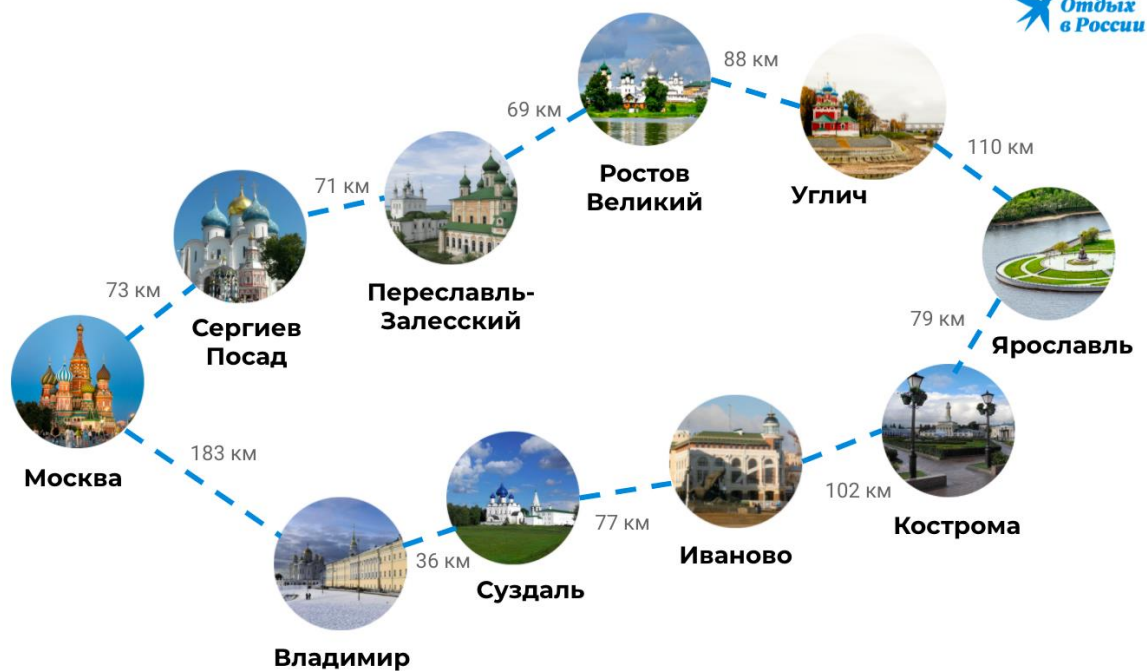 Отдых
в России
88 км
69 км
110 км
Ростов
Великий
Углич
71 км
Переславль-
Залесский
73 км
Сергиев
Посад
79 км
Ярославль
Москва
183 км
102 км
77 км
Кострома
Иваново
36 км
Суздаль
Владимир